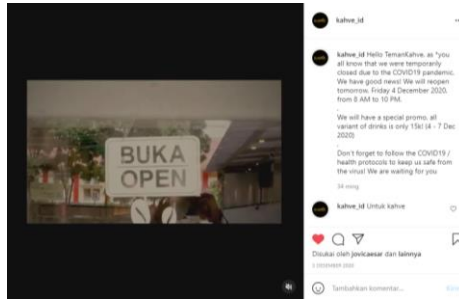 BUKA
OPEN
kahve_id
kahve_id Hello TemanKahve, as *you
all know that we were temporarily
closed due to the COVID19 pandemic.
We have good news! We will reopen
tomorrow, Friday 4 December 2020,
from 8 AM to 10 PM.
.
We will have a special promo, all
variant of drinks is only 15k! (4 - 7 Dec
2020)
.
Don't forget to follow the COVID19 /
health protocols to keep us safe from
the virus! We are waiting for you
34 mng
kahve_id Untuk kahve
Disukai oleh jovicaesar dan lainnya
DESEMBER 2020
Tambahkan komentar...